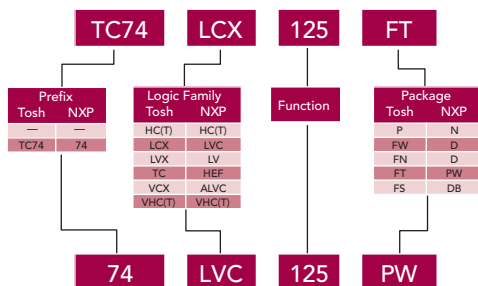 TC74 LCX 125 FT
Prefix
Tosh NXP
— —
TC74 74
Logic Family
Tosh NXP
HC(T) HC(T)
LCX LVC
LVX LV
TC HEF
VCX ALVC
VHC(T) VHC(T)
Function
Package
Tosh NXP
P N
FW D
FN D
FT PW
FS DB
74 LVC 125 PW